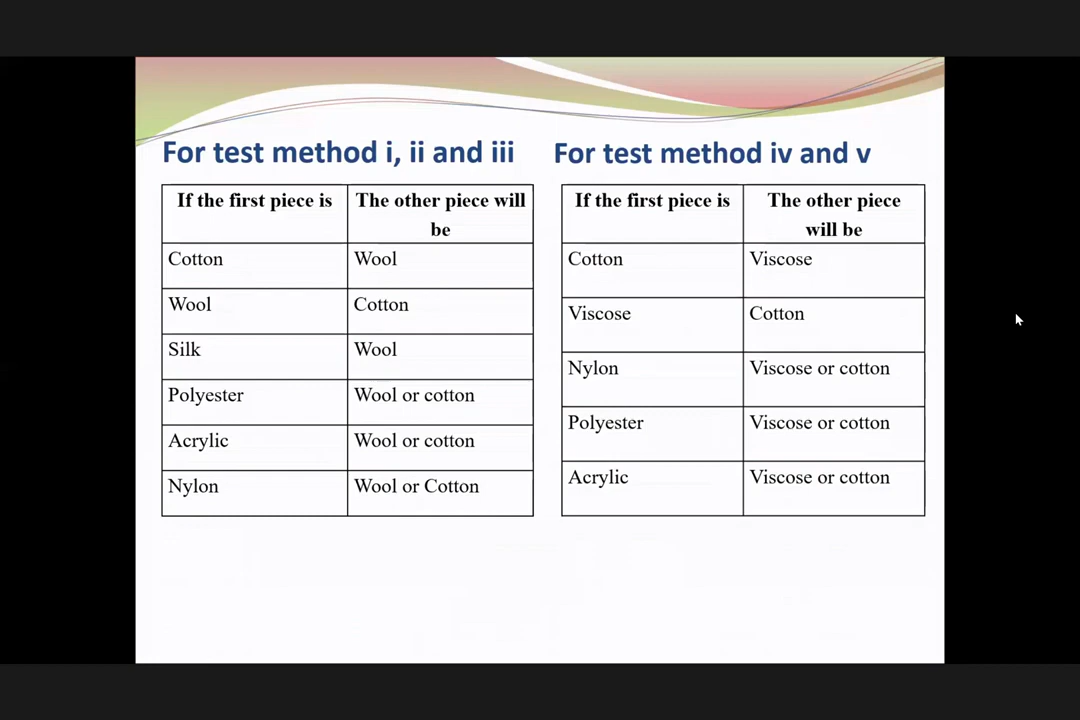 For test method i, ii and iii
If the first piece is The other piece will
be
Cotton Wool
Wool Cotton
Silk Wool
Polyester Wool or cotton
Acrylic Wool or cotton
Nylon Wool or Cotton
For test method iv and v
If the first piece is The other piece
will be
Cotton Viscose
Viscose Cotton
Nylon Viscose or cotton
Polyester Viscose or cotton
Acrylic Viscose or cotton